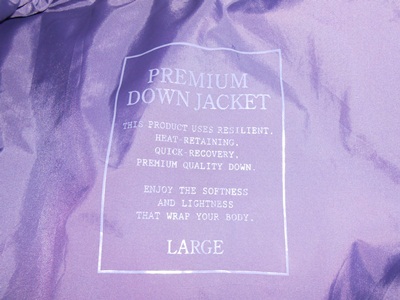 PREMIUM
DOWN JACKET
THIS PRODUCT USES RESILIENT,
HEAT-RETAINING,
QUICK-RECOVERY,
PREMIUM QUALITY DOWN.
ENJOY THE SOFTNESS
AND LIGHTNESS
THAT WRAP YOUR BODY.
LARGE